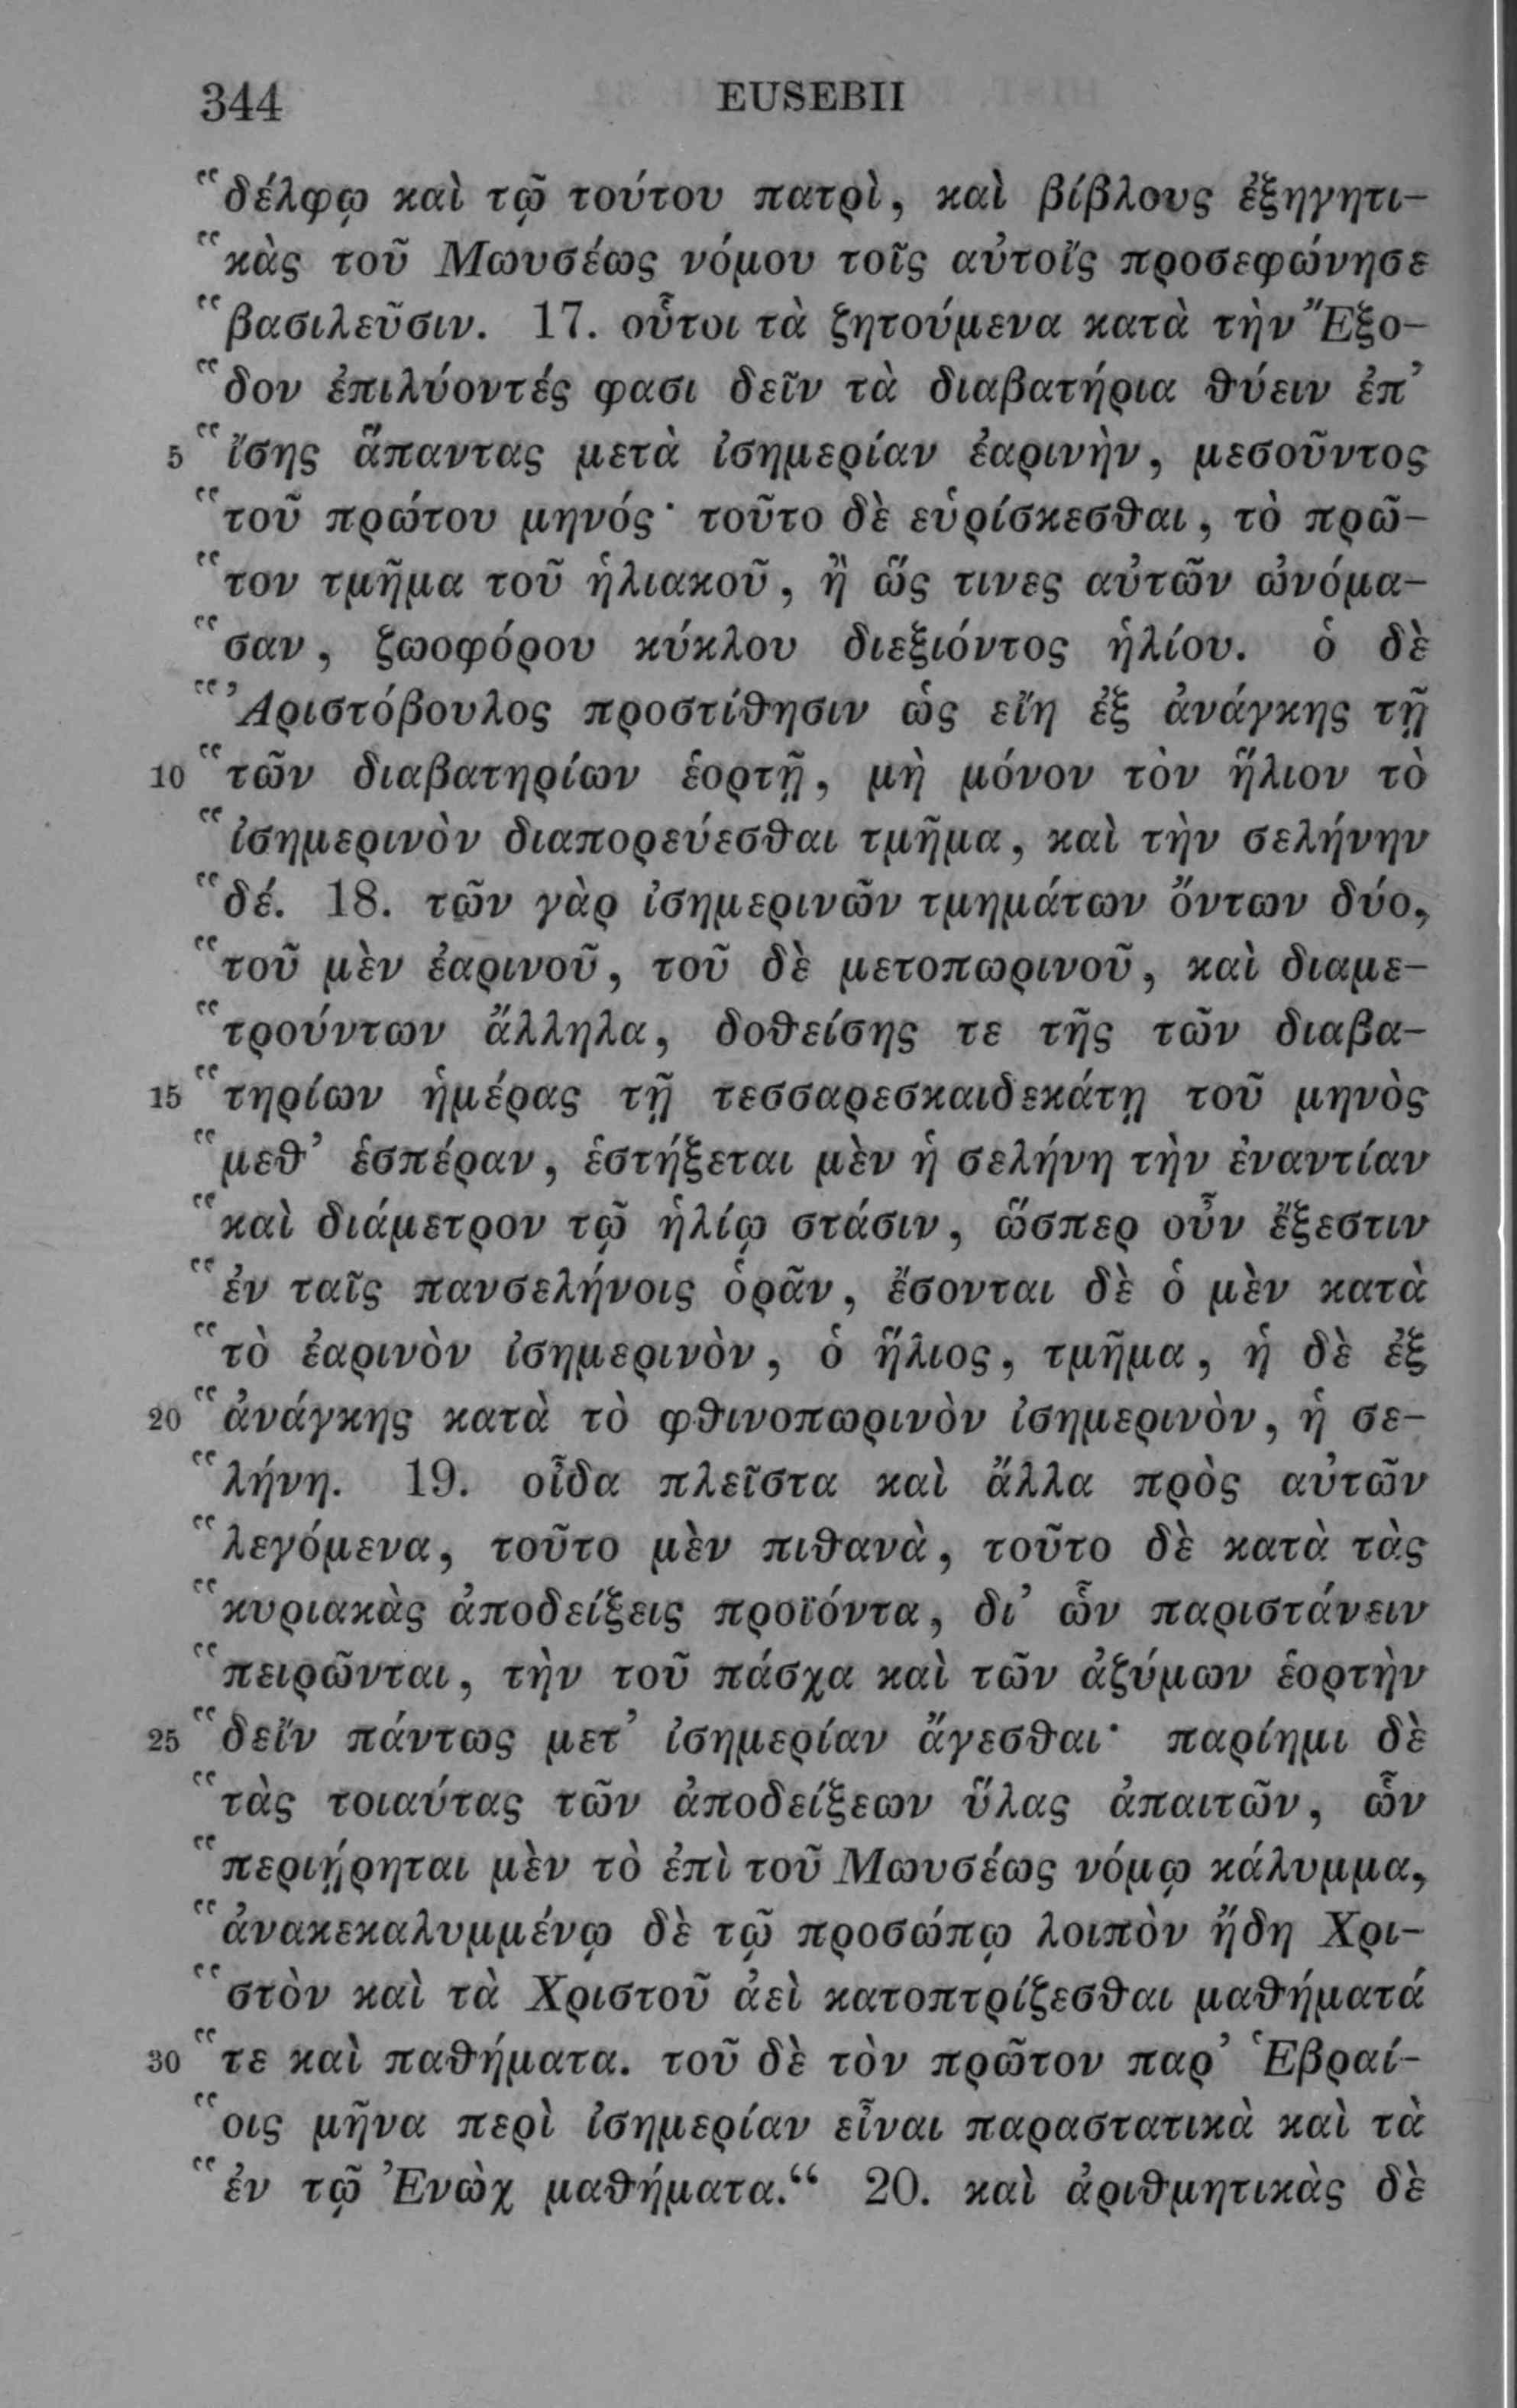 344 EUSEBII
“δέλφῳ καὶ τῷ τούτου πατρὶ, καὶ βίβλους ἐξηγητι-
“κὰς τοῦ Μωυσέως νόμου τοῖς αὐτοῖς προσεφώνησε
“βασιλεῦσιν. 17. οὗτοι τὰ ζητούμενα κατὰ τὴν Ἔξο-
“δον ἐπιλύοντές φασι δεῖν τὰ διαβατήρια θύειν ἐπ’
5 “ἴσης ἅπαντας μετὰ ἰσημερίαν ἐαρινὴν, μεσοῦντος
“τοῦ πρώτου μηνός· τοῦτο δὲ εὑρίσκεσθαι, τὸ πρῶ-
“τον τμῆμα τοῦ ἡλιακοῦ, ἢ ὥς τινες αὐτῶν ὠνόμα-
“σαν, ζωοφόρου κύκλου διεξιόντος ἡλίου. ὁ δὲ
“Ἀριστόβουλος προστίθησιν ὡς εἴη ἐξ ἀνάγκης τῇ
10 “τῶν διαβατηρίων ἑορτῇ, μὴ μόνον τὸν ἥλιον τὸ
“ἰσημερινὸν διαπορεύεσθαι τμῆμα, καὶ τὴν σελήνην
“δέ. 18. τῶν γὰρ ἰσημερινῶν τμημάτων ὄντων δύο,
“τοῦ μὲν ἐαρινοῦ, τοῦ δὲ μετοπωρινοῦ, καὶ διαμε-
“τρούντων ἄλληλα, δοθείσης τε τῆς τῶν διαβα-
15 “τηρίων ἡμέρας τῇ τεσσαρεσκαιδεκάτῃ τοῦ μηνὸς
“μεθ’ ἑσπέραν, ἑστήξεται μὲν ἡ σελήνη τὴν ἐναντίαν
“καὶ διάμετρον τῷ ἡλίῳ στάσιν, ὥσπερ οὖν ἔξεστιν
“ἐν ταῖς πανσελήνοις ὁρᾶν, ἔσονται δὲ ὁ μὲν κατὰ
“τὸ ἐαρινὸν ἰσημερινὸν, ὁ ἥλιος, τμῆμα, ἡ δὲ ἐξ
20 “ἀνάγκης κατὰ τὸ φθινοπωρινὸν ἰσημερινὸν, ἡ σε-
“λήνη. 19. οἶδα πλεῖστα καὶ ἄλλα πρὸς αὐτῶν
“λεγόμενα, τοῦτο μὲν πιθανὰ, τοῦτο δὲ κατὰ τὰς
“κυριακὰς ἀποδείξεις προϊόντα, δι’ ὧν παριστάνειν
“πειρῶνται, τὴν τοῦ πάσχα καὶ τῶν ἀζύμων ἑορτὴν
25 “δεῖν πάντως μετ’ ἰσημερίαν ἄγεσθαι· παρίημι δὲ
“τὰς τοιαύτας τῶν ἀποδείξεων ὕλας ἀπαιτῶν, ὧν
“περιῄρηται μὲν τὸ ἐπὶ τοῦ Μωυσέως νόμῳ κάλυμμα,
“ἀνακεκαλυμμένῳ δὲ τῷ προσώπῳ λοιπὸν ἤδη Χρι-
“στὸν καὶ τὰ Χριστοῦ ἀεὶ κατοπτρίζεσθαι μαθήματά
30 “τε καὶ παθήματα. τοῦ δὲ τὸν πρῶτον παρ’ Ἑβραί-
“οις μῆνα περὶ ἰσημερίαν εἶναι παραστατικὰ καὶ τὰ
“ἐν τῷ Ἐνὼχ μαθήματα.“ 20. καὶ ἀριθμητικὰς δὲ